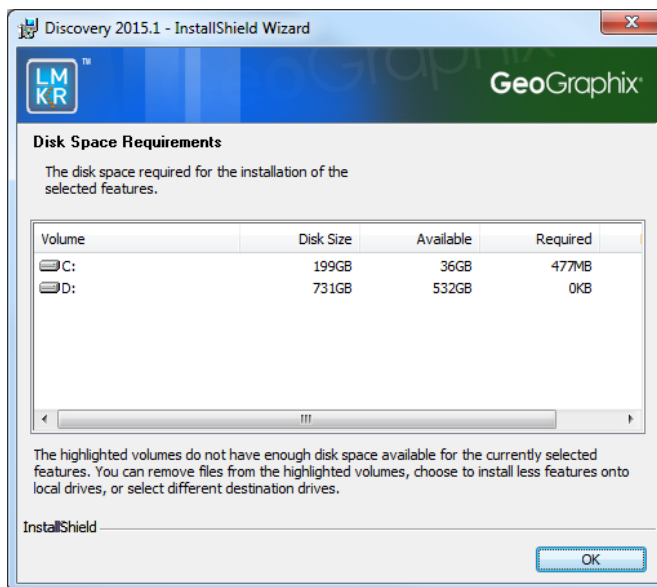 Discovery 2015.1 - InstallShield Wizard
LMKR™
GeoGraphix
Disk Space Requirements
The disk space required for the installation of the
selected features.
Volume Disk Size Available Required
C: 199GB 36GB 477MB
D: 731GB 532GB 0KB
The highlighted volumes do not have enough disk space available for the currently selected
features. You can remove files from the highlighted volumes, choose to install less features onto
local drives, or select different destination drives.
InstallShield
OK